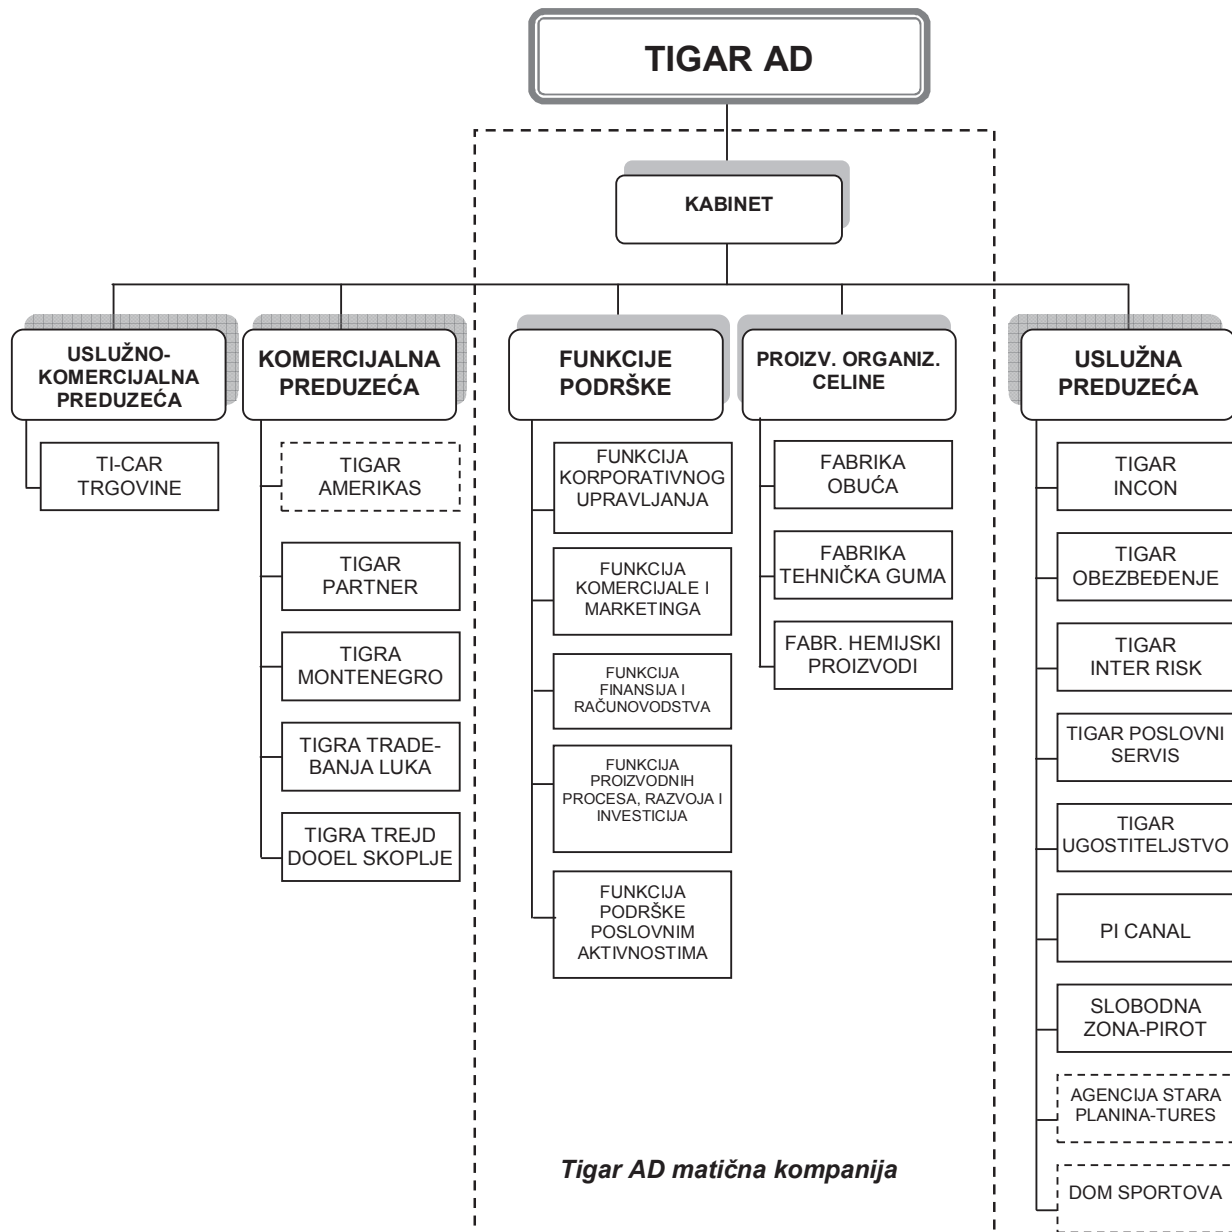 TIGAR AD
KABINET
USLUŽNO-
KOMERCIJALNA
PREDUZEĆA
TI-CAR
TRGOVINE
KOMERCIJALNA
PREDUZEĆA
TIGAR
AMERIKAS
TIGAR
PARTNER
TIGRA
MONTENEGRO
TIGRA TRADE-
BANJA LUKA
TIGRA TREJD
DOOEL SKOPLJE
FUNKCIJE
PODRŠKE
FUNKCIJA
KORPORATIVNOG
UPRAVLJANJA
FUNKCIJA
KOMERCIJALE I
MARKETINGA
FUNKCIJA
FINANSIJA I
RAČUNOVODSTVA
FUNKCIJA
PROIZVODNIH
PROCESA, RAZVOJA I
INVESTICIJA
FUNKCIJA
PODRŠKE
POSLOVNIM
AKTIVNOSTIMA
PROIZV. ORGANIZ.
CELINE
FABRIKA
OBUĆA
FABRIKA
TEHNIČKA GUMA
FABR. HEMIJSKI
PROIZVODI
USLUŽNA
PREDUZEĆA
TIGAR
INCON
TIGAR
OBEZBEĐENJE
TIGAR
INTER RISK
TIGAR POSLOVNI
SERVIS
TIGAR
UGOSTITELJSTVO
PI CANAL
SLOBODNA
ZONA-PIROT
AGENCIJA STARA
PLANINA-TURES
DOM SPORTOVA
Tigar AD matična kompanija